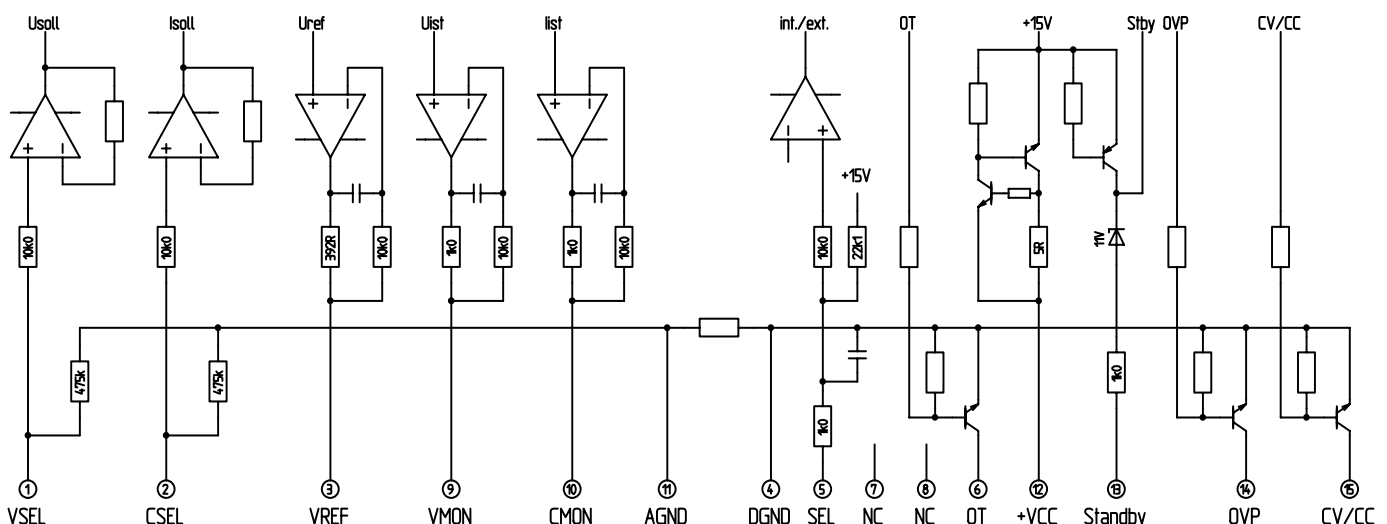 Usoll Isoll Uref Uist Iist int./ext. OT +15V Stby OVP CV/CC
+ − + − + − + − + − − +
+15V
10k0 10k0 392R 10k0 1k0 10k0 1k0 10k0 10k0 22k1 5R 11V
475k 475k 1k0
1k0
1 2 3 9 10 11 4 5 7 8 6 12 13 14 15
VSEL CSEL VREF VMON CMON AGND DGND SEL NC NC OT +VCC Standby OVP CV/CC